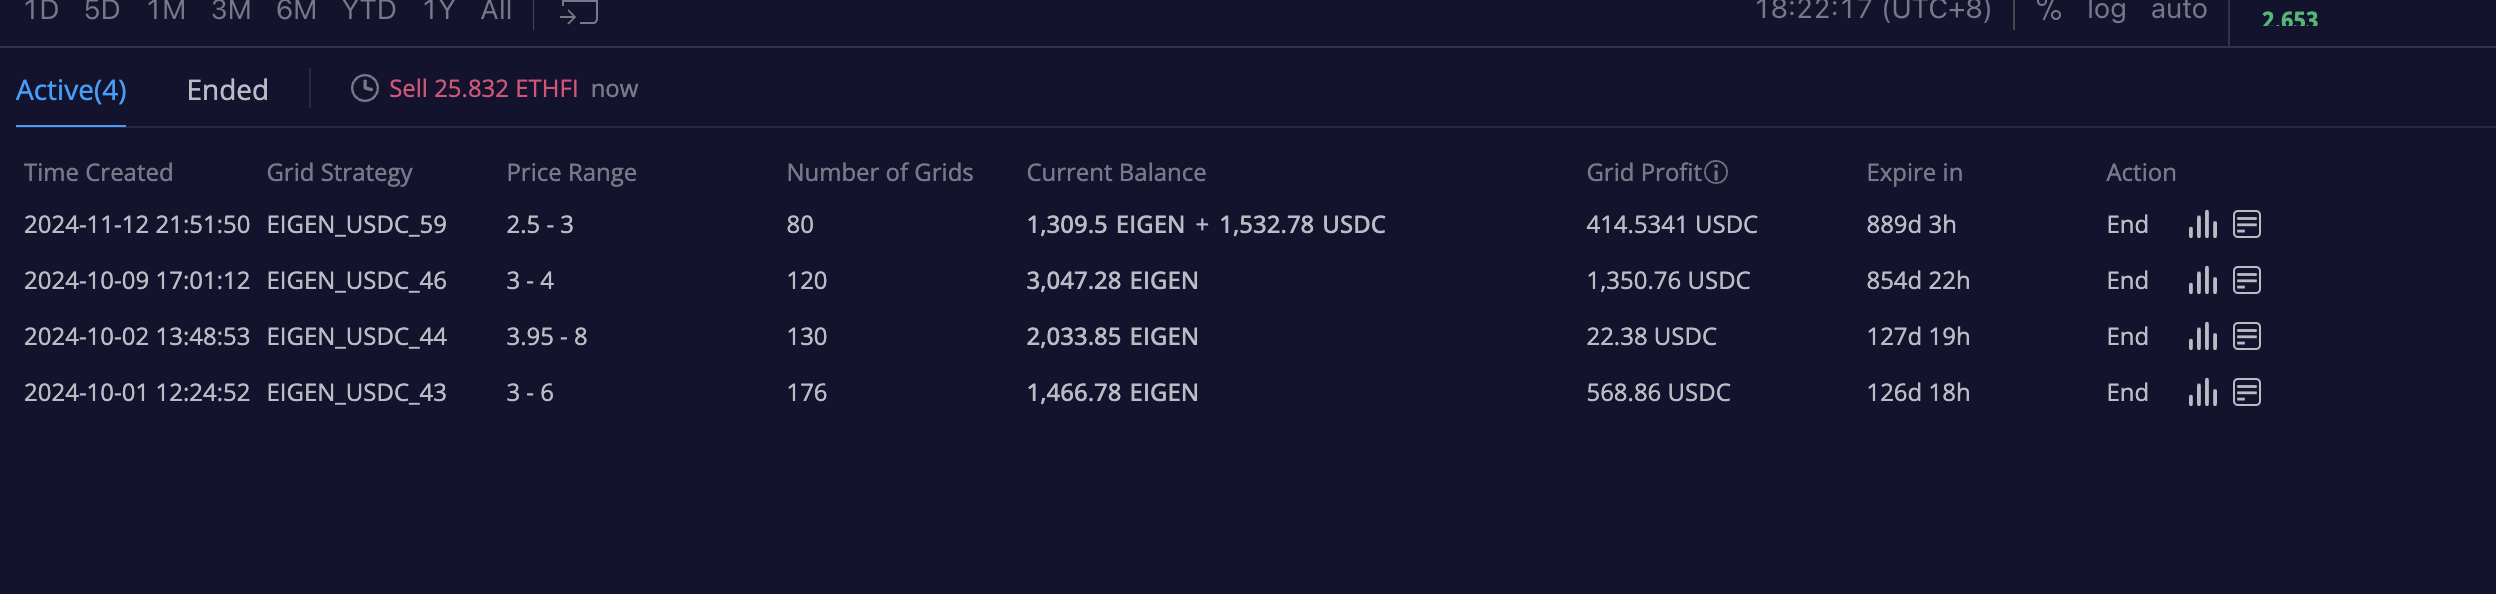 1D 5D 1M 3M 6M YTD 1Y All 18:22:17 (UTC+8) % log auto 2.653
Active(4) Ended Sell 25.832 ETHFI now
Time Created Grid Strategy Price Range Number of Grids Current Balance Grid Profit Expire in Action
2024-11-12 21:51:50 EIGEN_USDC_59 2.5 - 3 80 1,309.5 EIGEN + 1,532.78 USDC 414.5341 USDC 889d 3h End
2024-10-09 17:01:12 EIGEN_USDC_46 3 - 4 120 3,047.28 EIGEN 1,350.76 USDC 854d 22h End
2024-10-02 13:48:53 EIGEN_USDC_44 3.95 - 8 130 2,033.85 EIGEN 22.38 USDC 127d 19h End
2024-10-01 12:24:52 EIGEN_USDC_43 3 - 6 176 1,466.78 EIGEN 568.86 USDC 126d 18h End